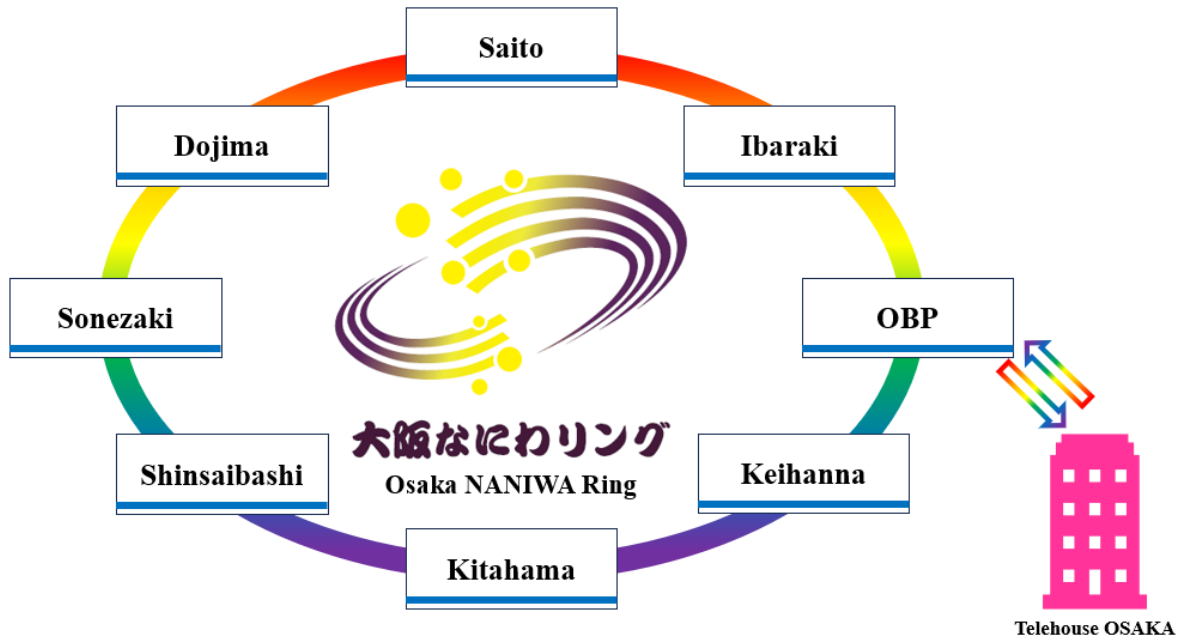 Saito
Dojima
Ibaraki
Sonezaki
OBP
大阪なにわリング
Osaka NANIWA Ring
Shinsaibashi
Keihanna
Kitahama
Telehouse OSAKA